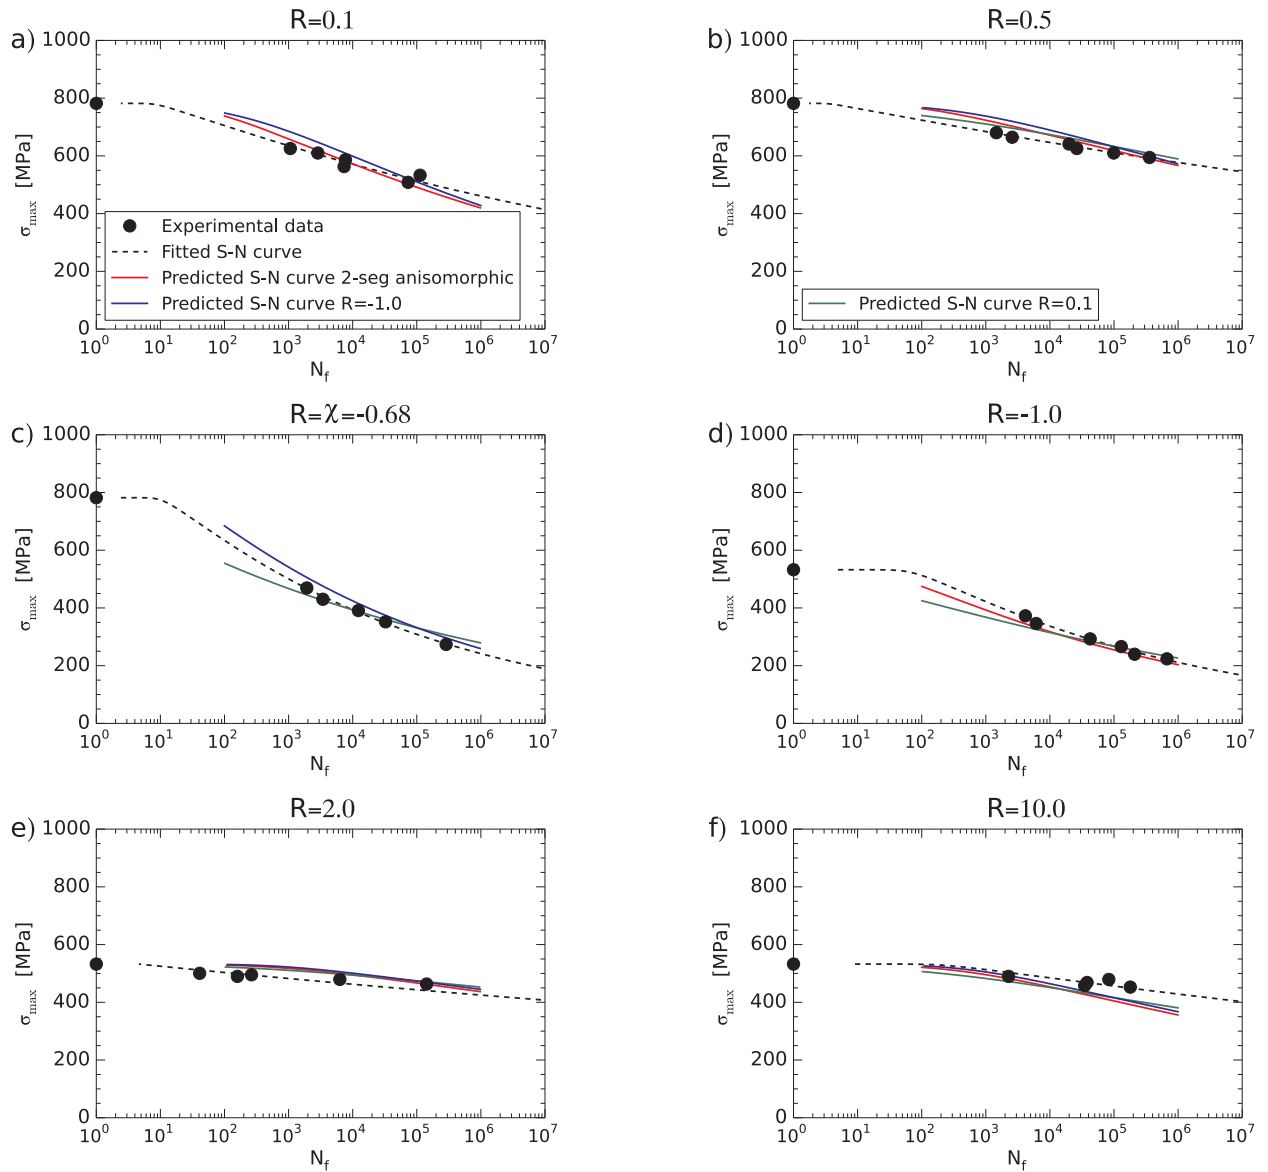 a) R=0.1
1000
800
600
400
200
0
σmax [MPa]
Experimental data
Fitted S-N curve
Predicted S-N curve 2-seg anisomorphic
Predicted S-N curve R=-1.0
10^0 10^1 10^2 10^3 10^4 10^5 10^6 10^7
N_f
b) R=0.5
1000
800
600
400
200
0
σmax [MPa]
Predicted S-N curve R=0.1
10^0 10^1 10^2 10^3 10^4 10^5 10^6 10^7
N_f
c) R=χ=-0.68
1000
800
600
400
200
0
σmax [MPa]
10^0 10^1 10^2 10^3 10^4 10^5 10^6 10^7
N_f
d) R=-1.0
1000
800
600
400
200
0
σmax [MPa]
10^0 10^1 10^2 10^3 10^4 10^5 10^6 10^7
N_f
e) R=2.0
1000
800
600
400
200
0
σmax [MPa]
10^0 10^1 10^2 10^3 10^4 10^5 10^6 10^7
N_f
f) R=10.0
1000
800
600
400
200
0
σmax [MPa]
10^0 10^1 10^2 10^3 10^4 10^5 10^6 10^7
N_f